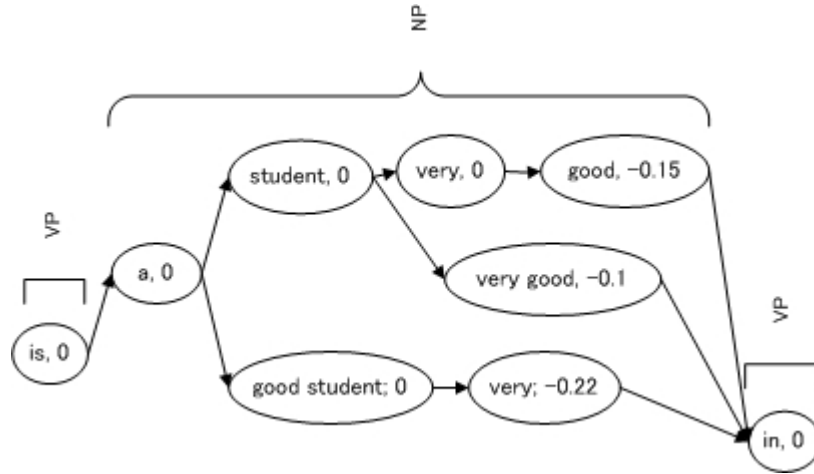 NP
student, 0
very, 0
good, -0.15
VP
a, 0
very good, -0.1
VP
is, 0
good student; 0
very; -0.22
in, 0